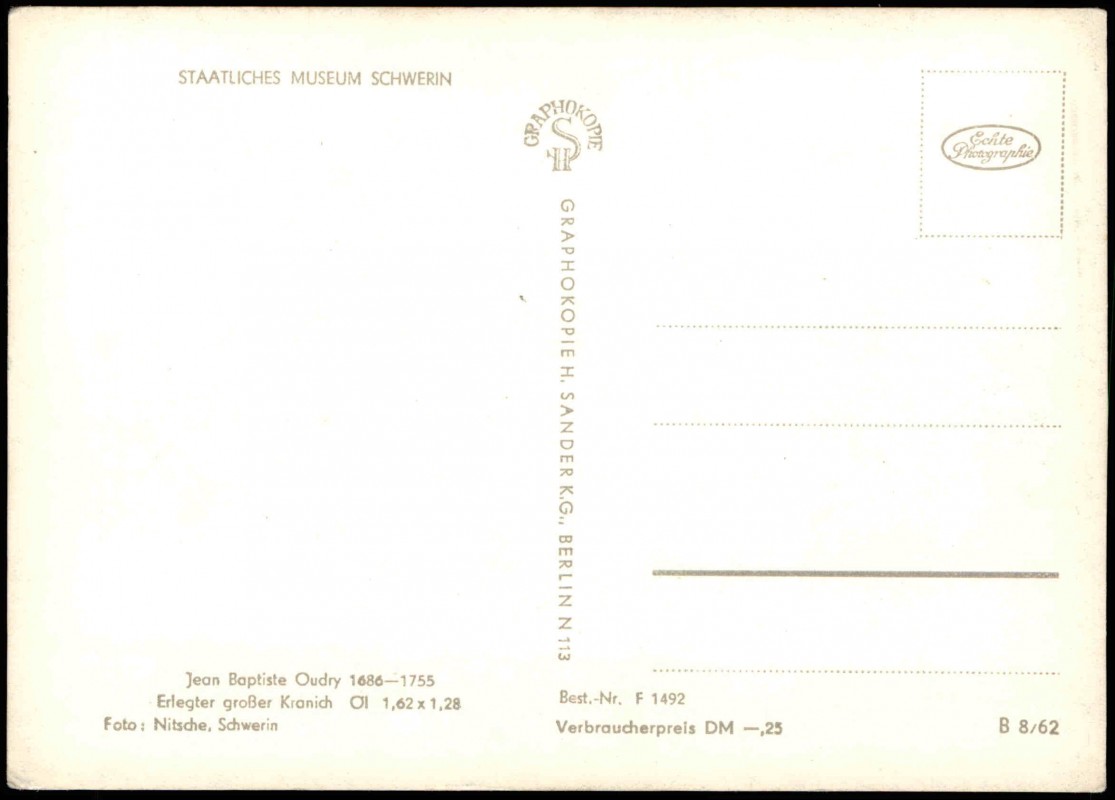 STAATLICHES MUSEUM SCHWERIN
GRAPHOKOPIE
SH
Echte
Photographie
GRAPHOKOPIE H. SANDER K.G., BERLIN N 113
Jean Baptiste Oudry 1686—1755
Erlegter großer Kranich Öl 1,62 x 1,28
Foto: Nitsche, Schwerin
Best.-Nr. F 1492
Verbraucherpreis DM —,25
B 8/62